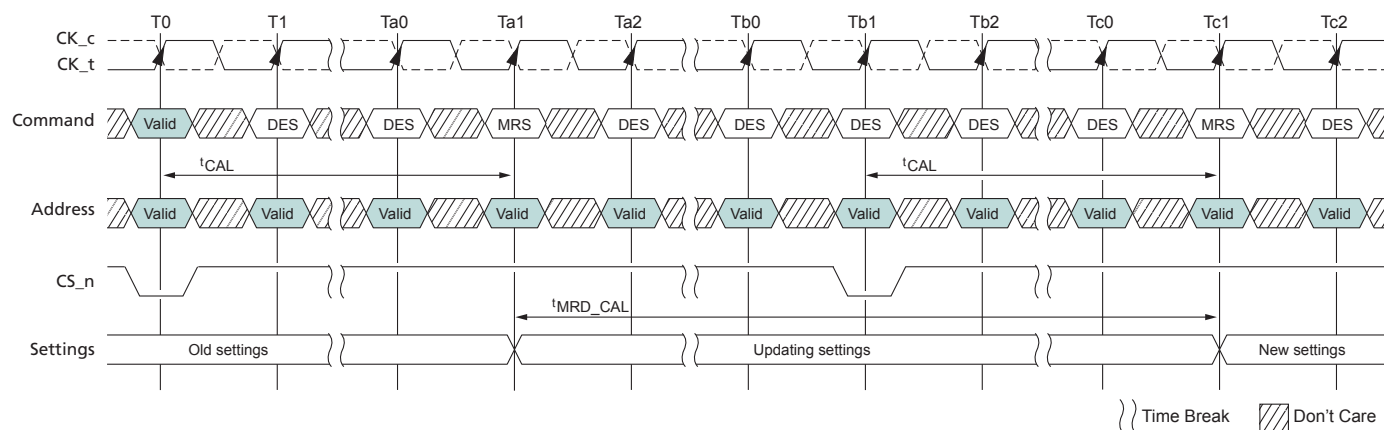 T0 T1 Ta0 Ta1 Ta2 Tb0 Tb1 Tb2 Tc0 Tc1 Tc2
CK_c
CK_t
Command Valid DES DES MRS DES DES DES DES DES MRS DES
tCAL tCAL
Address Valid Valid Valid Valid Valid Valid Valid Valid Valid Valid Valid
CS_n
tMRD_CAL
Settings Old settings Updating settings New settings
Time Break Don't Care